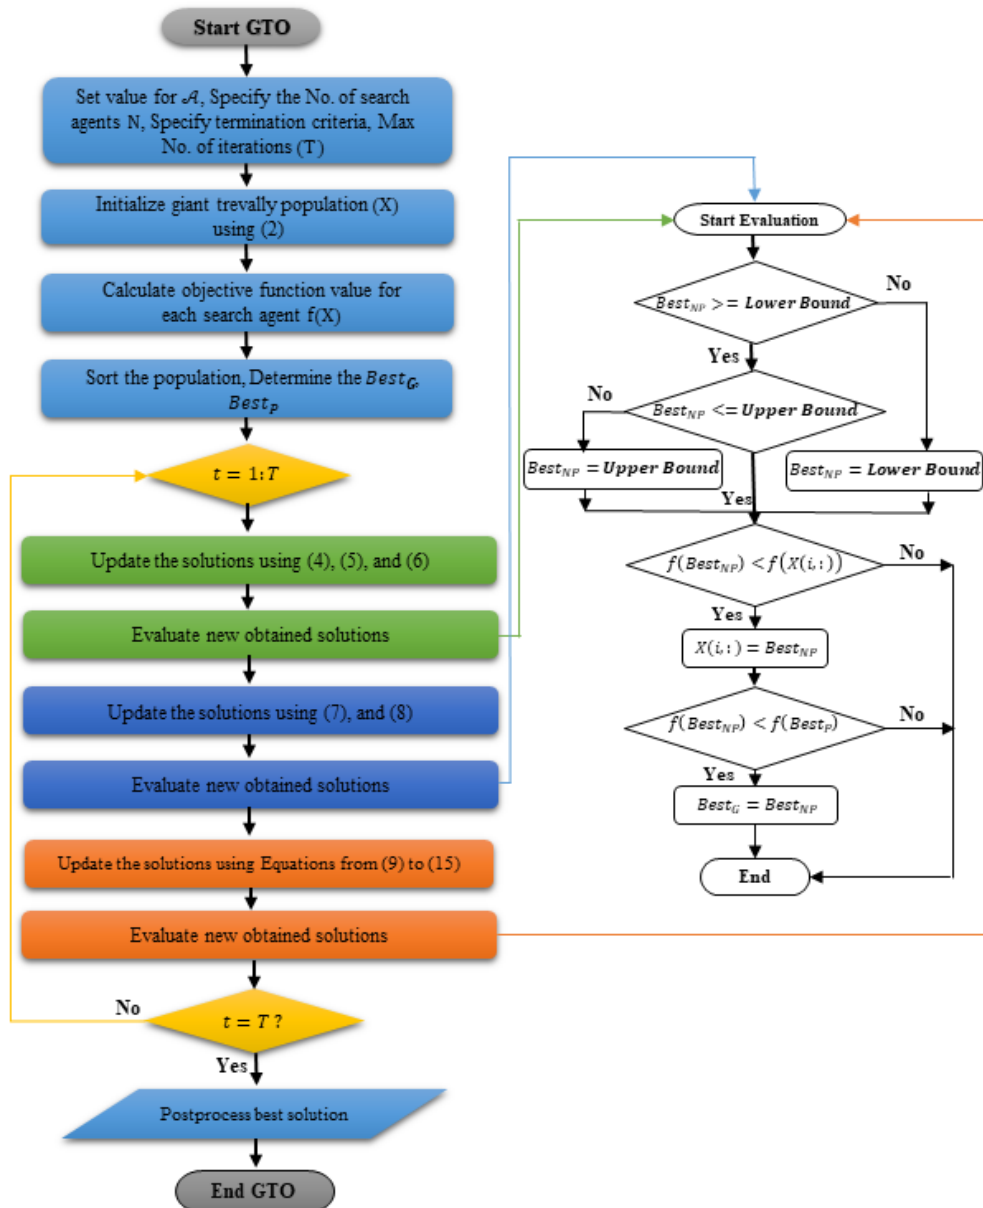 Start GTO
Set value for 𝒜, Specify the No. of search
agents N, Specify termination criteria, Max
No. of iterations (T)
Initialize giant trevally population (X)
using (2)
Calculate objective function value for
each search agent f(X)
Sort the population, Determine the Best_G,
Best_P
t = 1:T
Update the solutions using (4), (5), and (6)
Evaluate new obtained solutions
Update the solutions using (7), and (8)
Evaluate new obtained solutions
Update the solutions using Equations from (9) to (15)
Evaluate new obtained solutions
No
t = T ?
Yes
Postprocess best solution
End GTO
Start Evaluation
Best_NP >= Lower Bound
No
Yes
No
Best_NP <= Upper Bound
Best_NP = Upper Bound
Best_NP = Lower Bound
Yes
f(Best_NP) < f(X(i,:))
No
Yes
X(i,:) = Best_NP
f(Best_NP) < f(Best_P)
No
Yes
Best_G = Best_NP
End